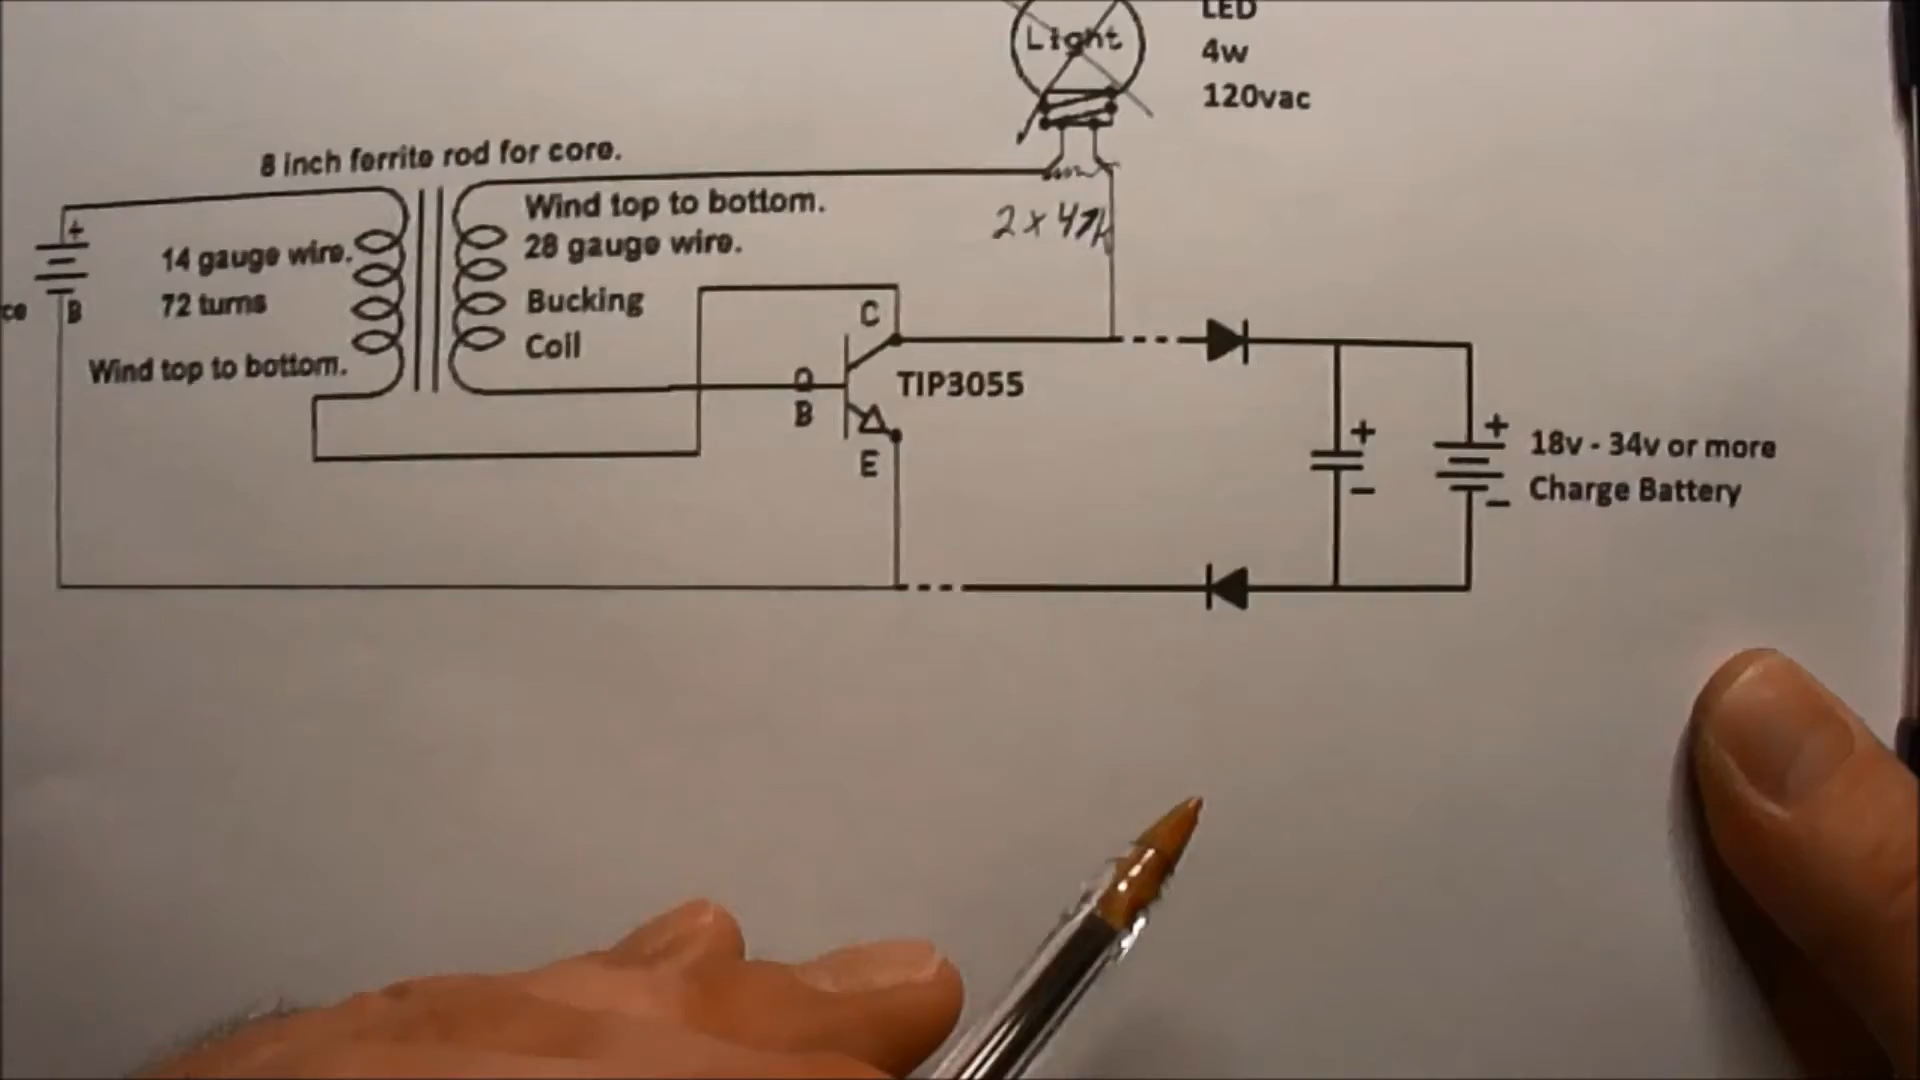 LED
Light
4w
120vac
8 inch ferrite rod for core.
Wind top to bottom.
28 gauge wire.
2 x 47k
+
14 gauge wire.
72 turns
B
ce
Bucking
Coil
C
Wind top to bottom.
TIP3055
B
E
+
-
+
-
18v - 34v or more
Charge Battery